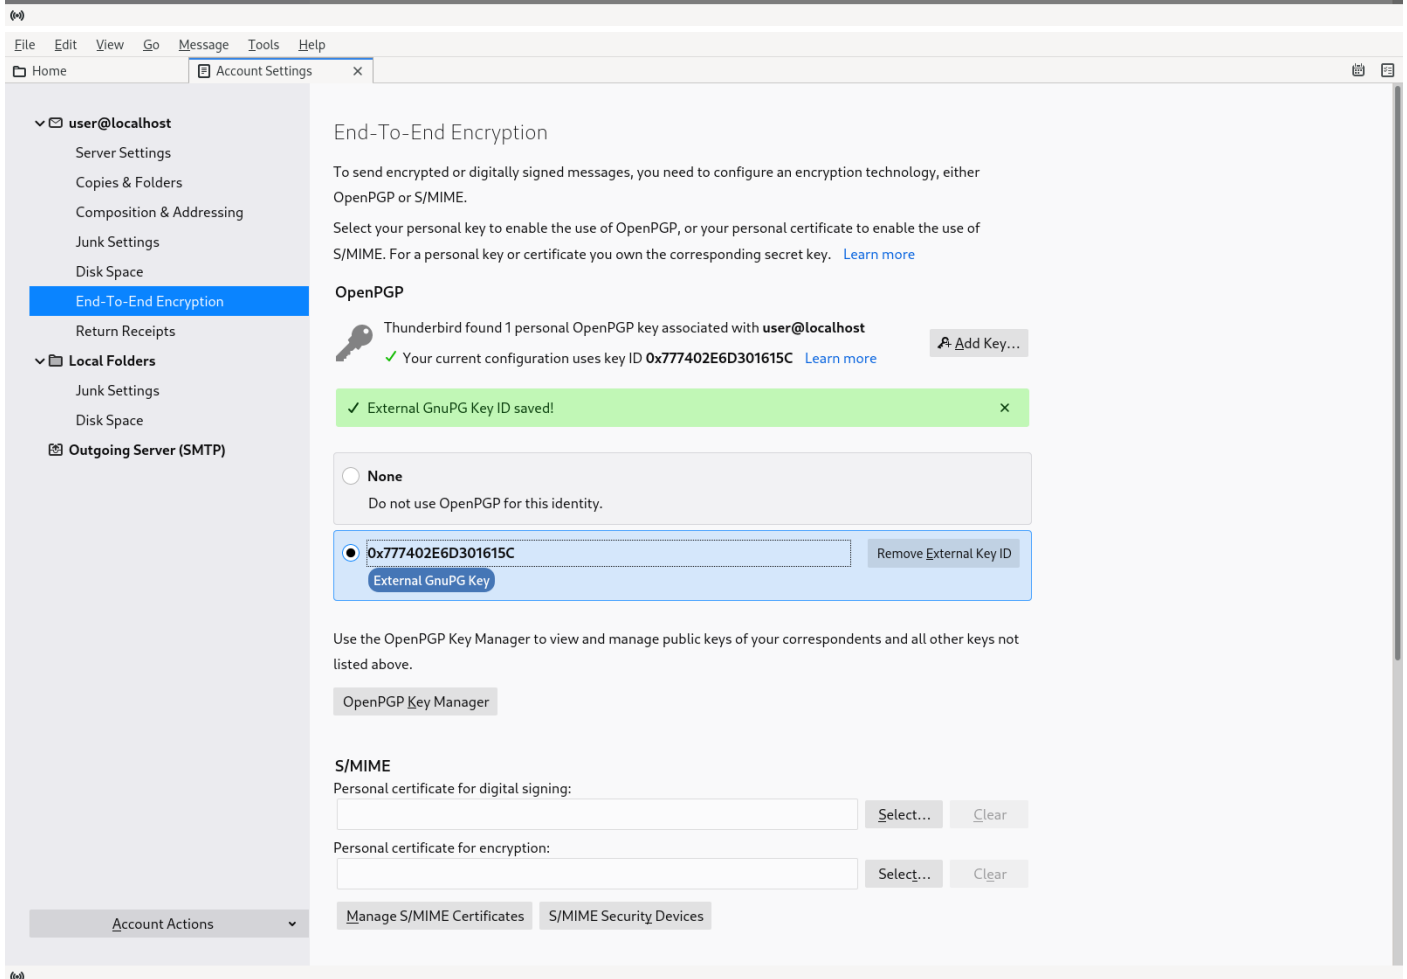 File Edit View Go Message Tools Help
Home Account Settings
user@localhost
Server Settings
Copies & Folders
Composition & Addressing
Junk Settings
Disk Space
End-To-End Encryption
Return Receipts
Local Folders
Junk Settings
Disk Space
Outgoing Server (SMTP)
Account Actions
End-To-End Encryption
To send encrypted or digitally signed messages, you need to configure an encryption technology, either
OpenPGP or S/MIME.
Select your personal key to enable the use of OpenPGP, or your personal certificate to enable the use of
S/MIME. For a personal key or certificate you own the corresponding secret key. Learn more
OpenPGP
Thunderbird found 1 personal OpenPGP key associated with user@localhost
Your current configuration uses key ID 0x777402E6D301615C Learn more
Add Key...
External GnuPG Key ID saved!
None
Do not use OpenPGP for this identity.
0x777402E6D301615C
Remove External Key ID
External GnuPG Key
Use the OpenPGP Key Manager to view and manage public keys of your correspondents and all other keys not
listed above.
OpenPGP Key Manager
S/MIME
Personal certificate for digital signing:
Select... Clear
Personal certificate for encryption:
Select... Clear
Manage S/MIME Certificates S/MIME Security Devices